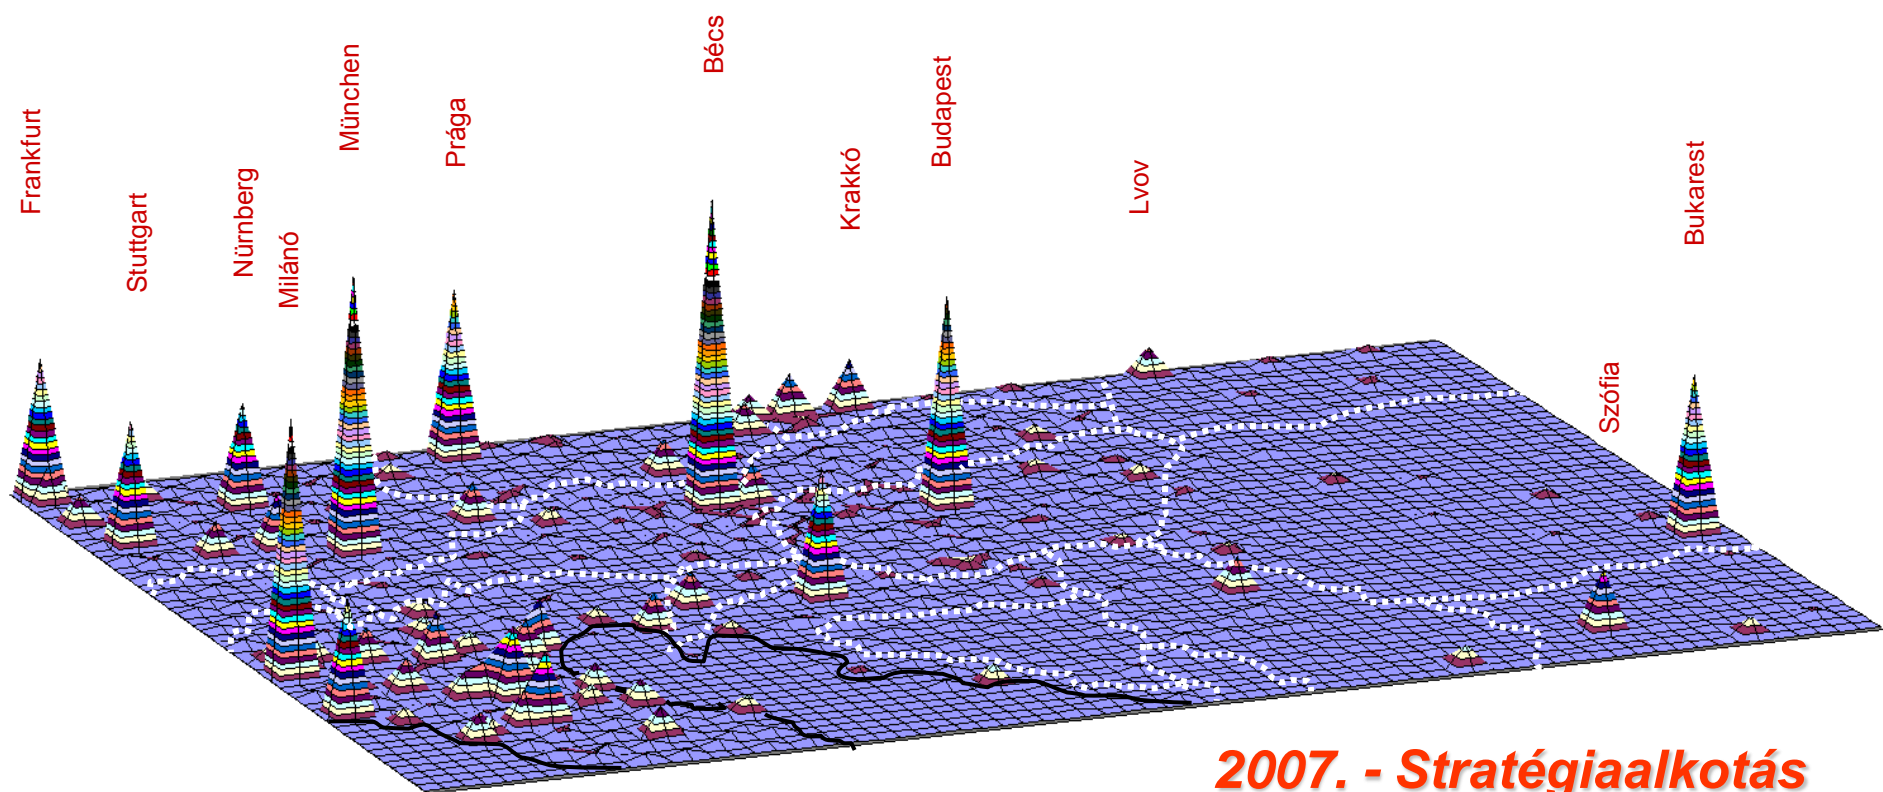 Frankfurt
Stuttgart
Nürnberg
Milánó
München
Prága
Bécs
Krakkó
Budapest
Lvov
Szófia
Bukarest
2007. - Stratégiaalkotás